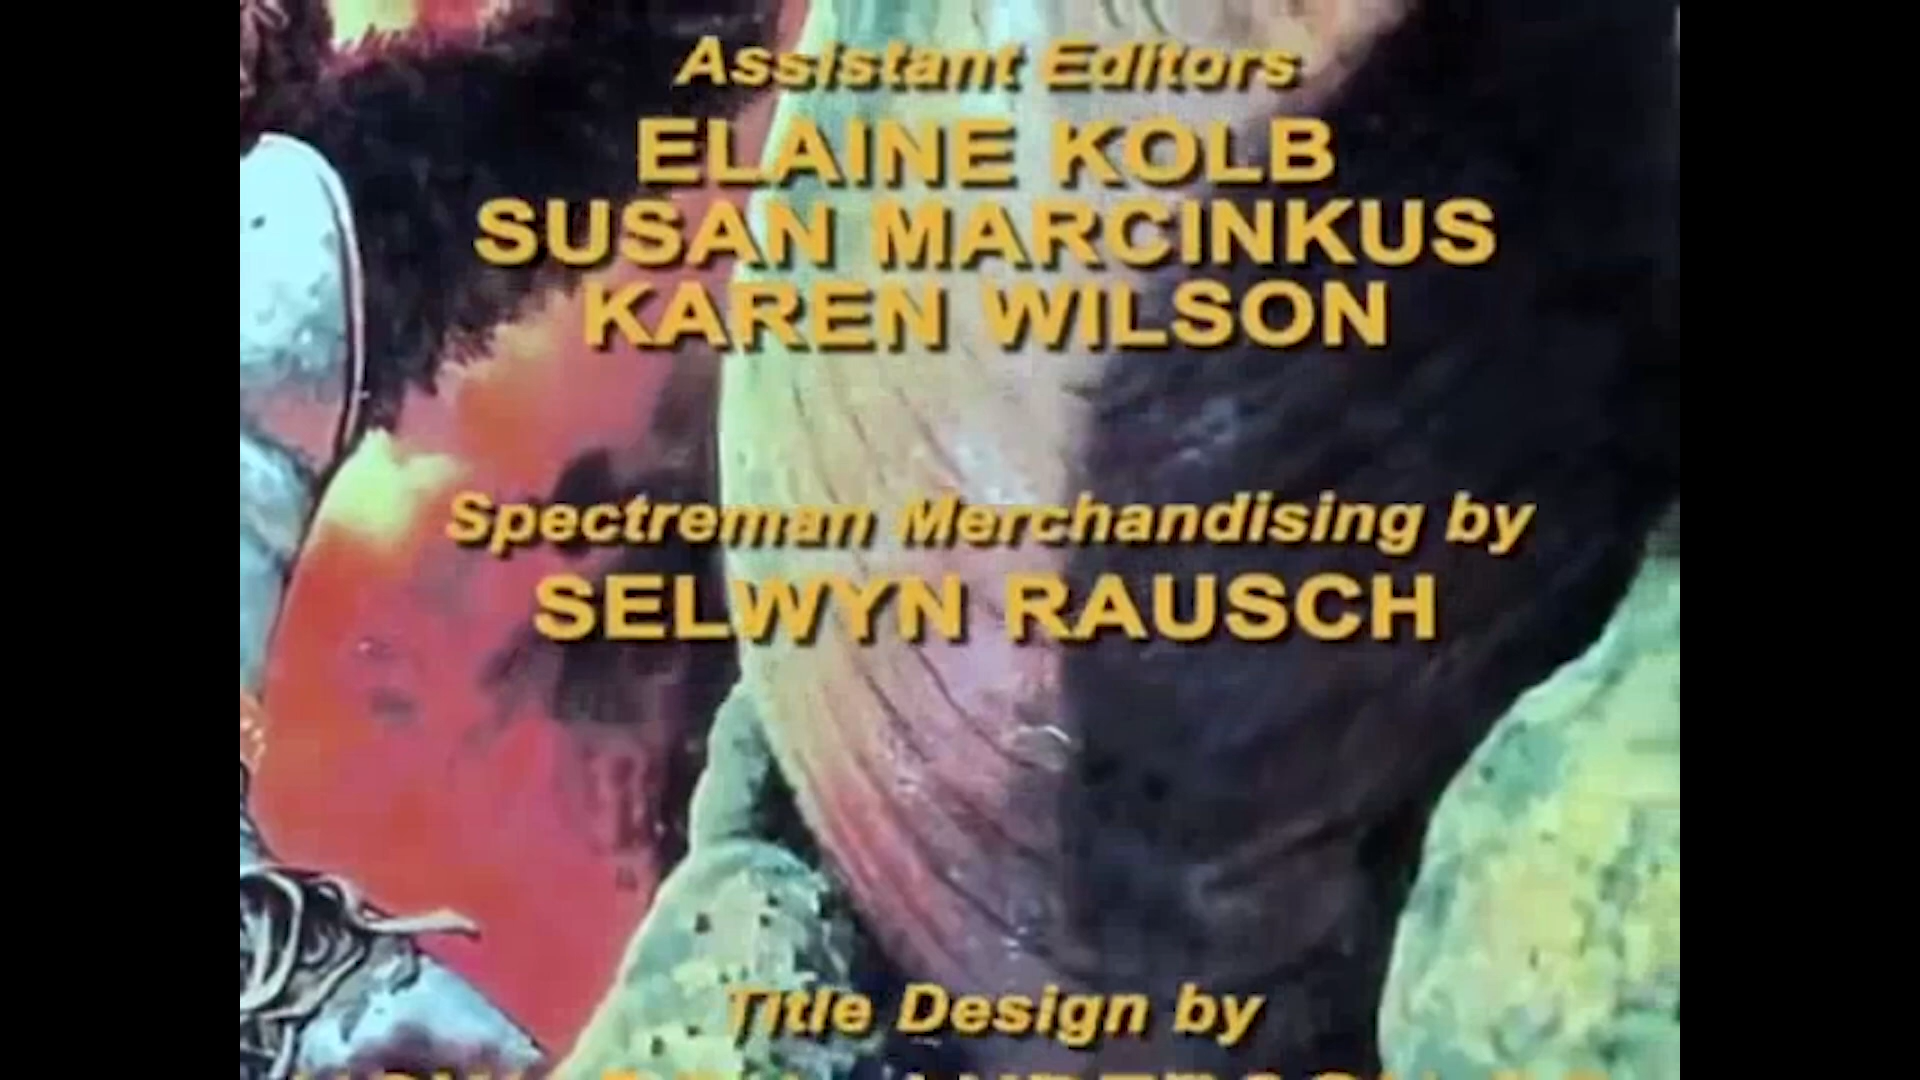 Assistant Editors
ELAINE KOLB
SUSAN MARCINKUS
KAREN WILSON
Spectreman Merchandising by
SELWYN RAUSCH
Title Design by